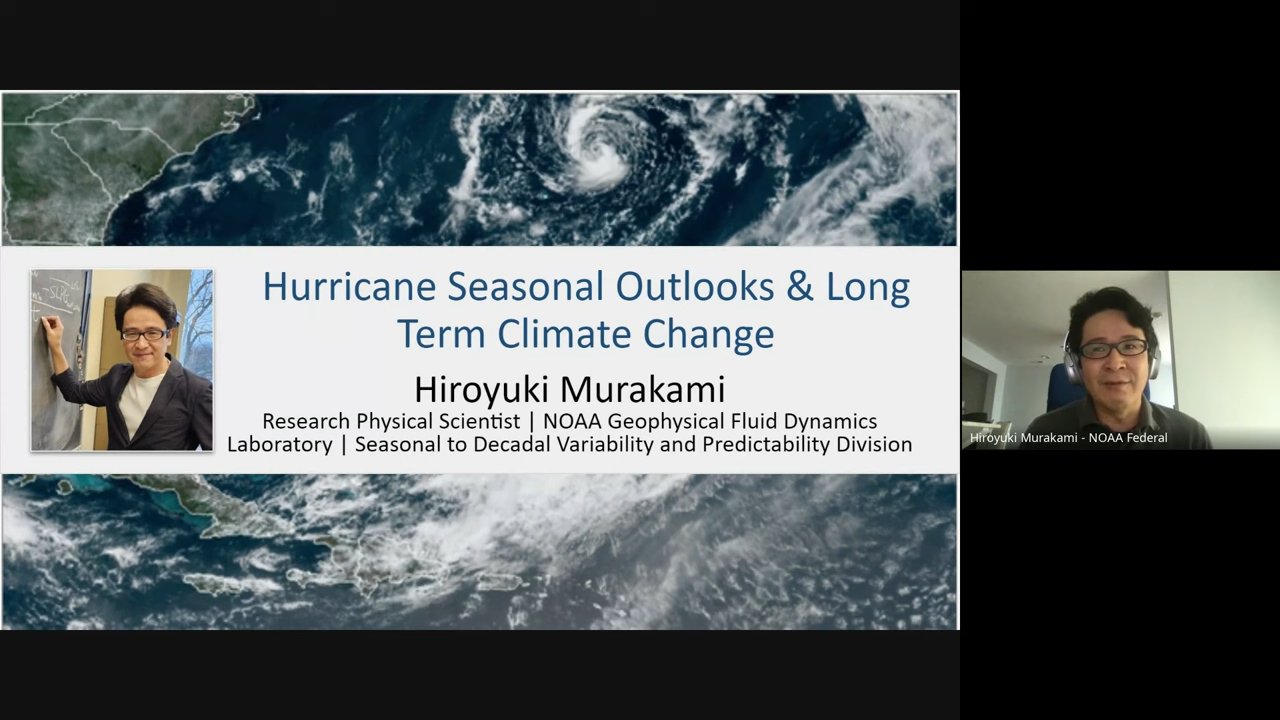 Hurricane Seasonal Outlooks & Long
Term Climate Change
Hiroyuki Murakami
Research Physical Scientist | NOAA Geophysical Fluid Dynamics
Laboratory | Seasonal to Decadal Variability and Predictability Division
Hiroyuki Murakami - NOAA Federal